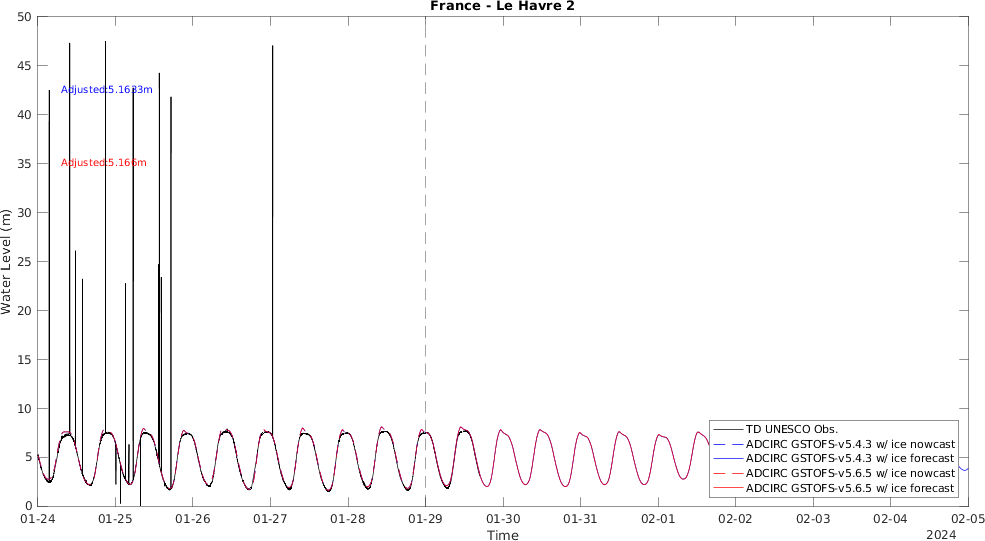 France - Le Havre 2
50
45
40
35
30
25
20
15
10
5
0
Water Level (m)
Adjusted:5.1633m
Adjusted:5.166m
TD UNESCO Obs.
ADCIRC GSTOFS-v5.4.3 w/ ice nowcast
ADCIRC GSTOFS-v5.4.3 w/ ice forecast
ADCIRC GSTOFS-v5.6.5 w/ ice nowcast
ADCIRC GSTOFS-v5.6.5 w/ ice forecast
01-24 01-25 01-26 01-27 01-28 01-29 01-30 01-31 02-01 02-02 02-03 02-04 02-05
Time
2024